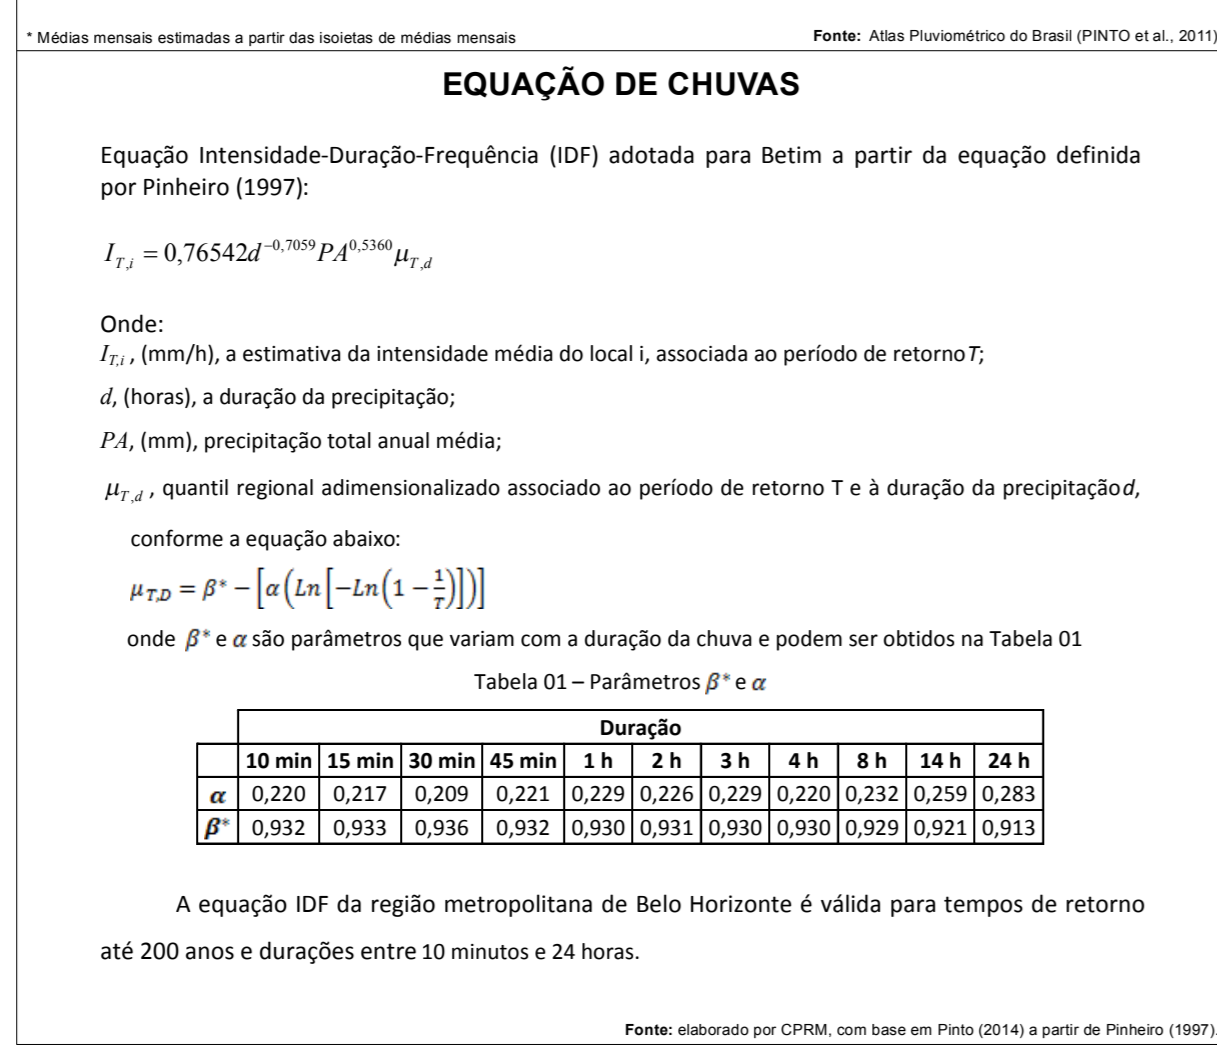 * Médias mensais estimadas a partir das isoietas de médias mensais
Fonte: Atlas Pluviométrico do Brasil (PINTO et al., 2011)
EQUAÇÃO DE CHUVAS
Equação Intensidade-Duração-Frequência (IDF) adotada para Betim a partir da equação definida
por Pinheiro (1997):
I_{T,i} = 0,76542d^{-0,7059}PA^{0,5360}μ_{T,d}
Onde:
I_{T,i} , (mm/h), a estimativa da intensidade média do local i, associada ao período de retorno T;
d, (horas), a duração da precipitação;
PA, (mm), precipitação total anual média;
μ_{T,d} , quantil regional adimensionalizado associado ao período de retorno T e à duração da precipitação d,
conforme a equação abaixo:
μ_{T,D} = β* − [α(Ln[−Ln(1 − 1/T)])]
onde β* e α são parâmetros que variam com a duração da chuva e podem ser obtidos na Tabela 01
Tabela 01 – Parâmetros β* e α
Duração
10 min 15 min 30 min 45 min 1 h 2 h 3 h 4 h 8 h 14 h 24 h
α 0,220 0,217 0,209 0,221 0,229 0,226 0,229 0,220 0,232 0,259 0,283
β* 0,932 0,933 0,936 0,932 0,930 0,931 0,930 0,930 0,929 0,921 0,913
A equação IDF da região metropolitana de Belo Horizonte é válida para tempos de retorno
até 200 anos e durações entre 10 minutos e 24 horas.
Fonte: elaborado por CPRM, com base em Pinto (2014) a partir de Pinheiro (1997).